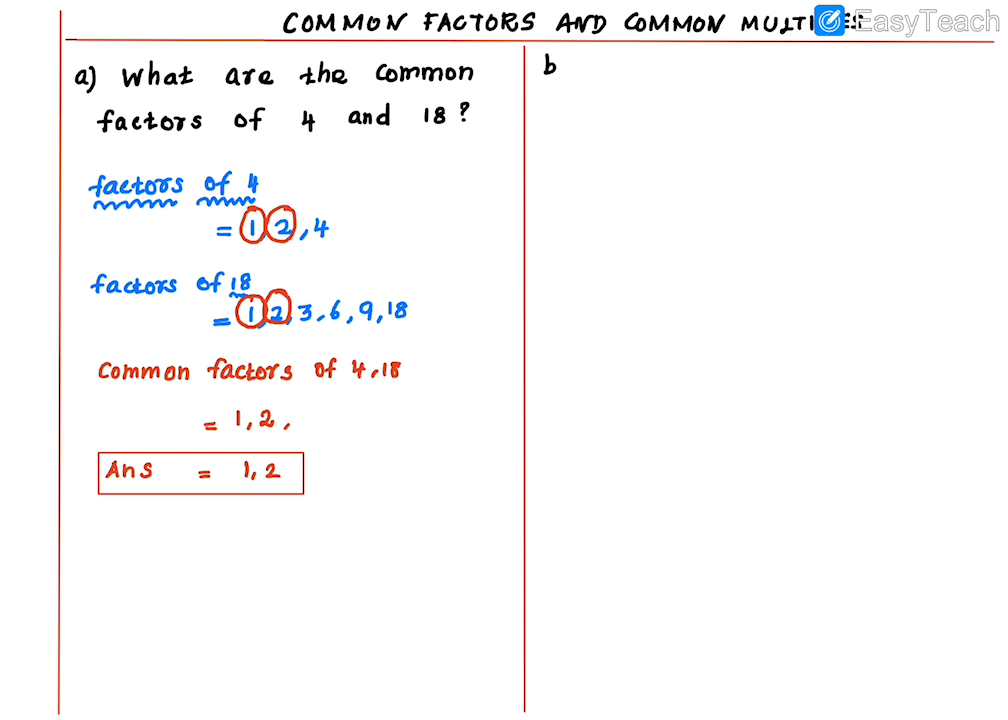 COMMON FACTORS AND COMMON MULTIPLES
EasyTeach
a) What are the common
factors of 4 and 18?
factors of 4
= 1, 2, 4
factors of 18
= 1, 2, 3, 6, 9, 18
Common factors of 4, 18
= 1, 2,
Ans = 1, 2
b